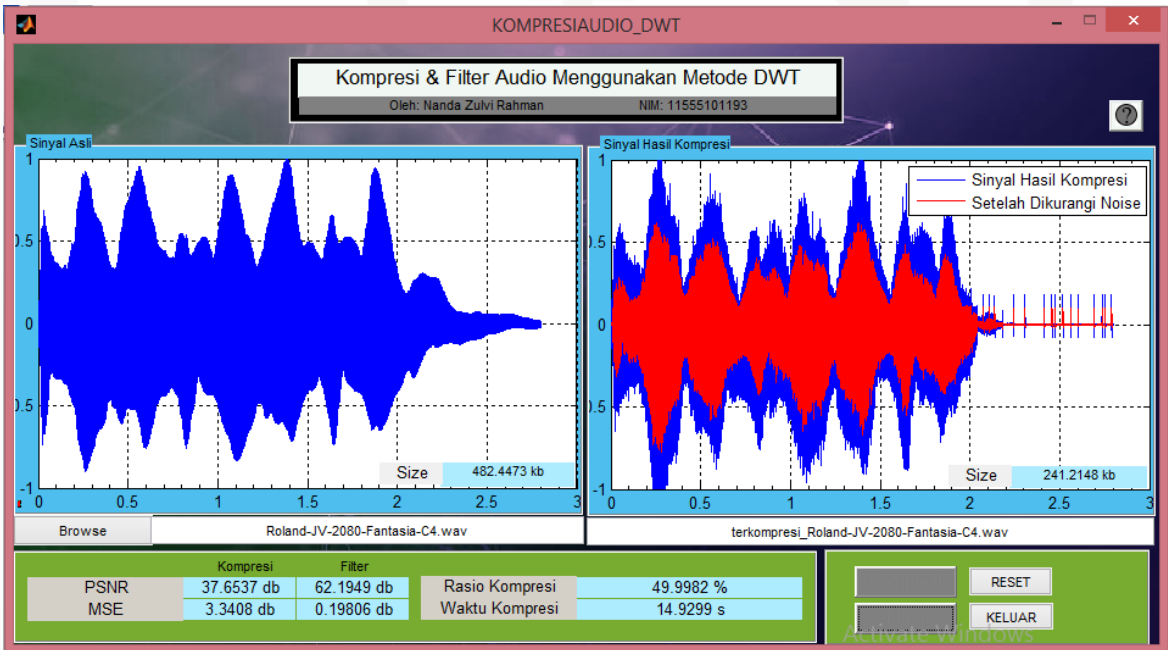 KOMPRESIAUDIO_DWT
Kompresi & Filter Audio Menggunakan Metode DWT
Oleh: Nanda Zulvi Rahman NIM: 11555101193
Sinyal Asli
1
0.5
0
0.5
-1
0 0.5 1 1.5 2 2.5 3
Size 482.4473 kb
Sinyal Hasil Kompresi
Sinyal Hasil Kompresi
Setelah Dikurangi Noise
1
0.5
0
0.5
-1
0 0.5 1 1.5 2 2.5 3
Size 241.2148 kb
Browse Roland-JV-2080-Fantasia-C4.wav
terkompresi_Roland-JV-2080-Fantasia-C4.wav
Kompresi Filter
PSNR 37.6537 db 62.1949 db
MSE 3.3408 db 0.19806 db
Rasio Kompresi 49.9982 %
Waktu Kompresi 14.9299 s
RESET
KELUAR
Activate Windows